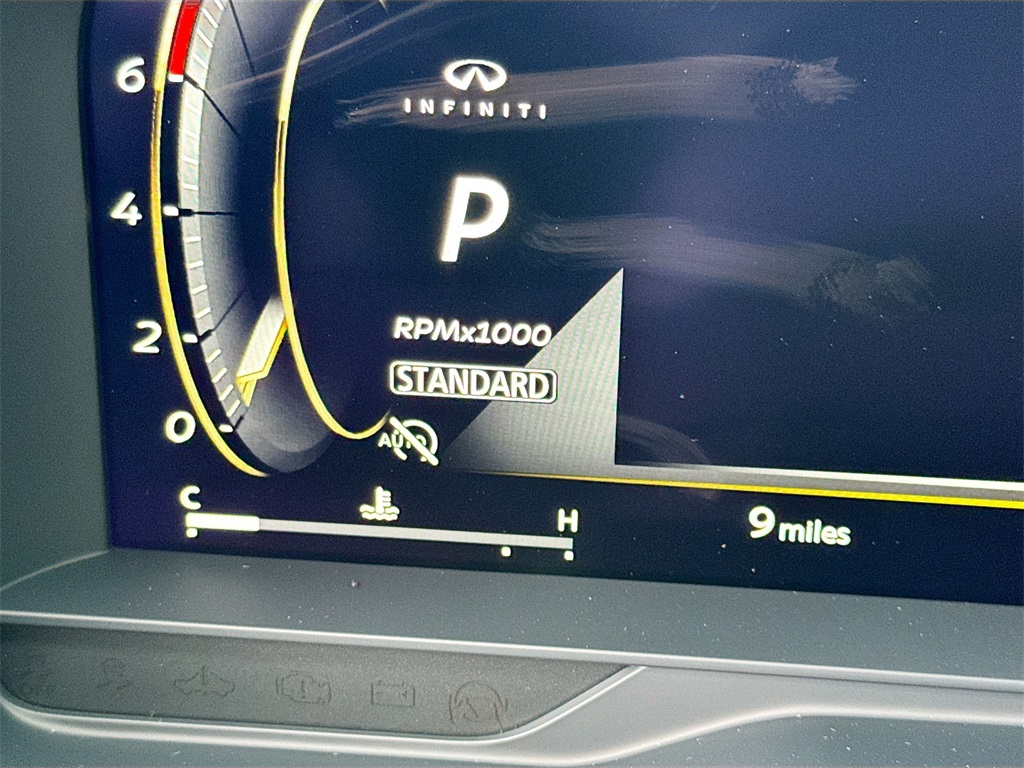 6
INFINITI
4
P
2
RPMx1000
STANDARD
0
AUTO
C
H
9 miles